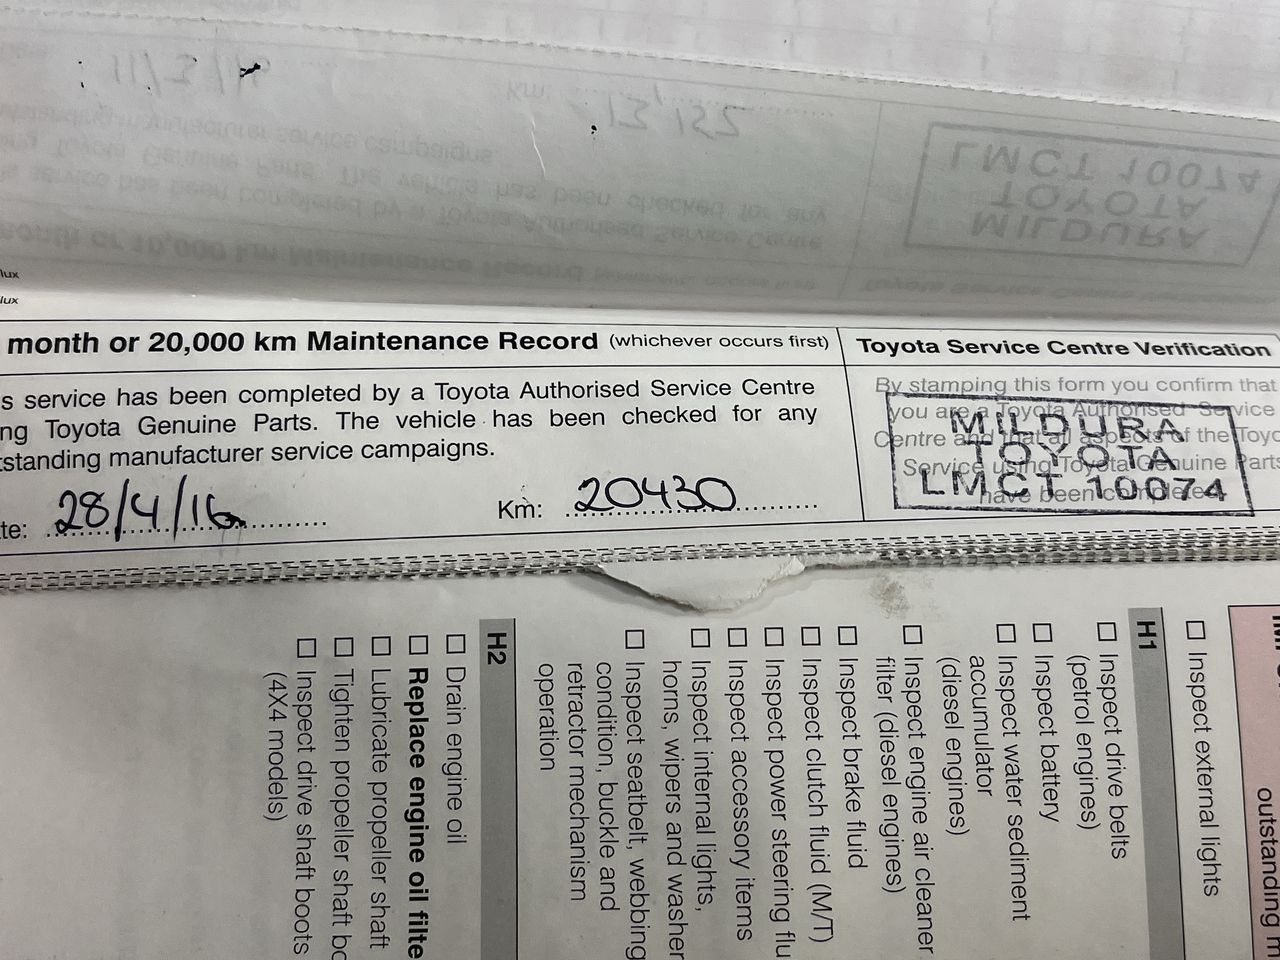 lux
lux
month or 20,000 km Maintenance Record (whichever occurs first)
s service has been completed by a Toyota Authorised Service Centre
ng Toyota Genuine Parts. The vehicle has been checked for any
tstanding manufacturer service campaigns.
te: 28/4/16
Km: 20430
Toyota Service Centre Verification
By stamping this form you confirm that
you are a Toyota Authorised Service
Centre and that all aspects of the Toyo
Service using Toyota Genuine Parts
have been completed
MILDURA
TOYOTA
LMCT 10074
outstanding m
Inspect external lights
H1
Inspect drive belts
(petrol engines)
Inspect battery
Inspect water sediment
accumulator
(diesel engines)
Inspect engine air cleaner
filter (diesel engines)
Inspect brake fluid
Inspect clutch fluid (M/T)
Inspect power steering flu
Inspect accessory items
Inspect internal lights,
horns, wipers and washer
Inspect seatbelt, webbing
condition, buckle and
retractor mechanism
operation
H2
Drain engine oil
Replace engine oil filte
Lubricate propeller shaft
Tighten propeller shaft bo
Inspect drive shaft boots
(4X4 models)